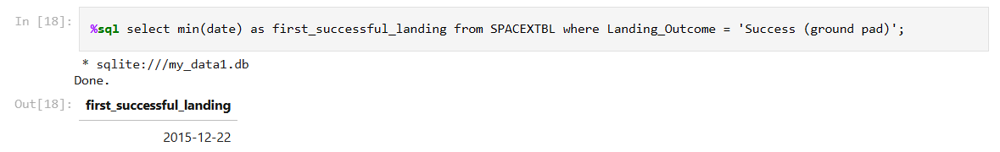 In [18]: %sql select min(date) as first_successful_landing from SPACEXTBL where Landing_Outcome = 'Success (ground pad)';
* sqlite:///my_data1.db
Done.
Out[18]: first_successful_landing
2015-12-22